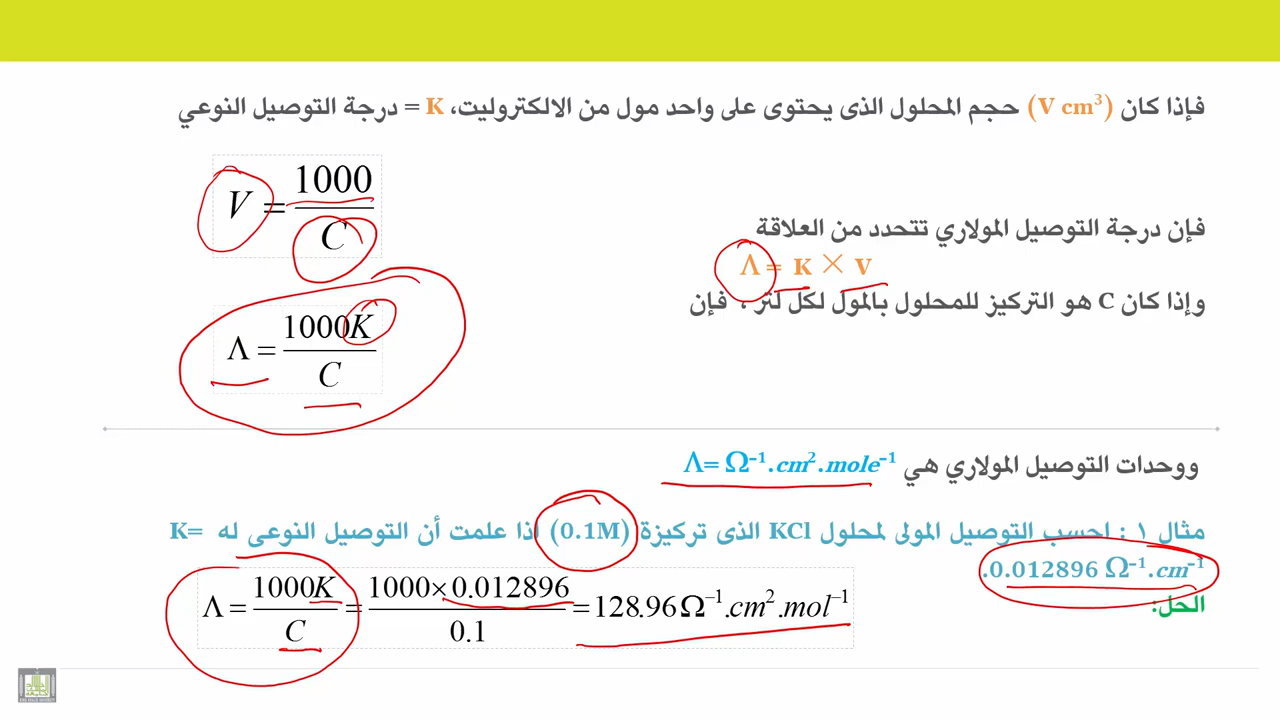 فإذا كان (V cm³) حجم المحلول الذى يحتوى على واحد مول من الالكتروليت، K = درجة التوصيل النوعي
V = 1000 / C
فإن درجة التوصيل المولاري تتحدد من العلاقة
Λ = K × V
وإذا كان C هو التركيز للمحلول بالمول لكل لتر ، فإن
Λ = 1000K / C
ووحدات التوصيل المولاري هي Λ= Ω⁻¹.cm².mole⁻¹
مثال ١ : احسب التوصيل المولى لمحلول KCl الذى تركيزة (0.1M) اذا علمت أن التوصيل النوعى له K=
0.012896 Ω⁻¹.cm⁻¹.
الحل:
Λ = 1000K / C = 1000×0.012896 / 0.1 = 128.96 Ω⁻¹.cm².mol⁻¹